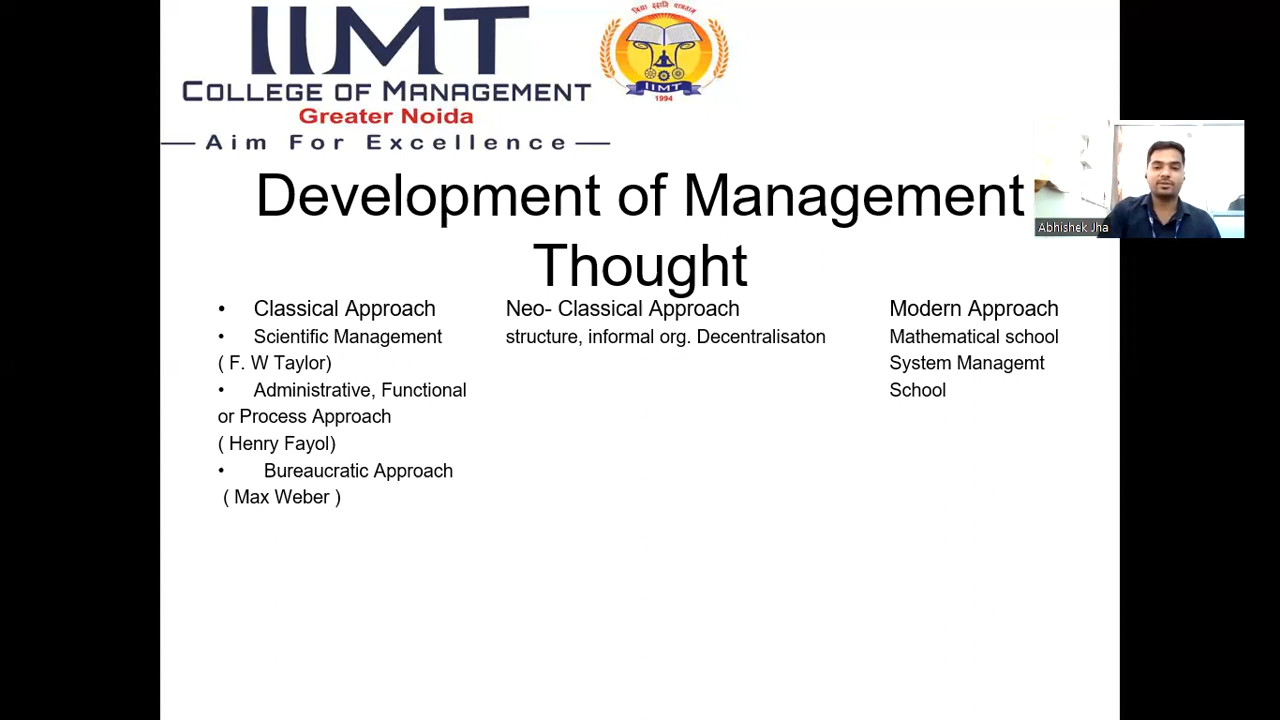 IIMT
COLLEGE OF MANAGEMENT
Greater Noida
Aim For Excellence
IIMT
1994
Development of Management
Thought
Abhishek Jha
• Classical Approach
• Scientific Management
( F. W Taylor)
• Administrative, Functional
or Process Approach
( Henry Fayol)
• Bureaucratic Approach
( Max Weber )
Neo- Classical Approach
structure, informal org. Decentralisaton
Modern Approach
Mathematical school
System Managemt
School